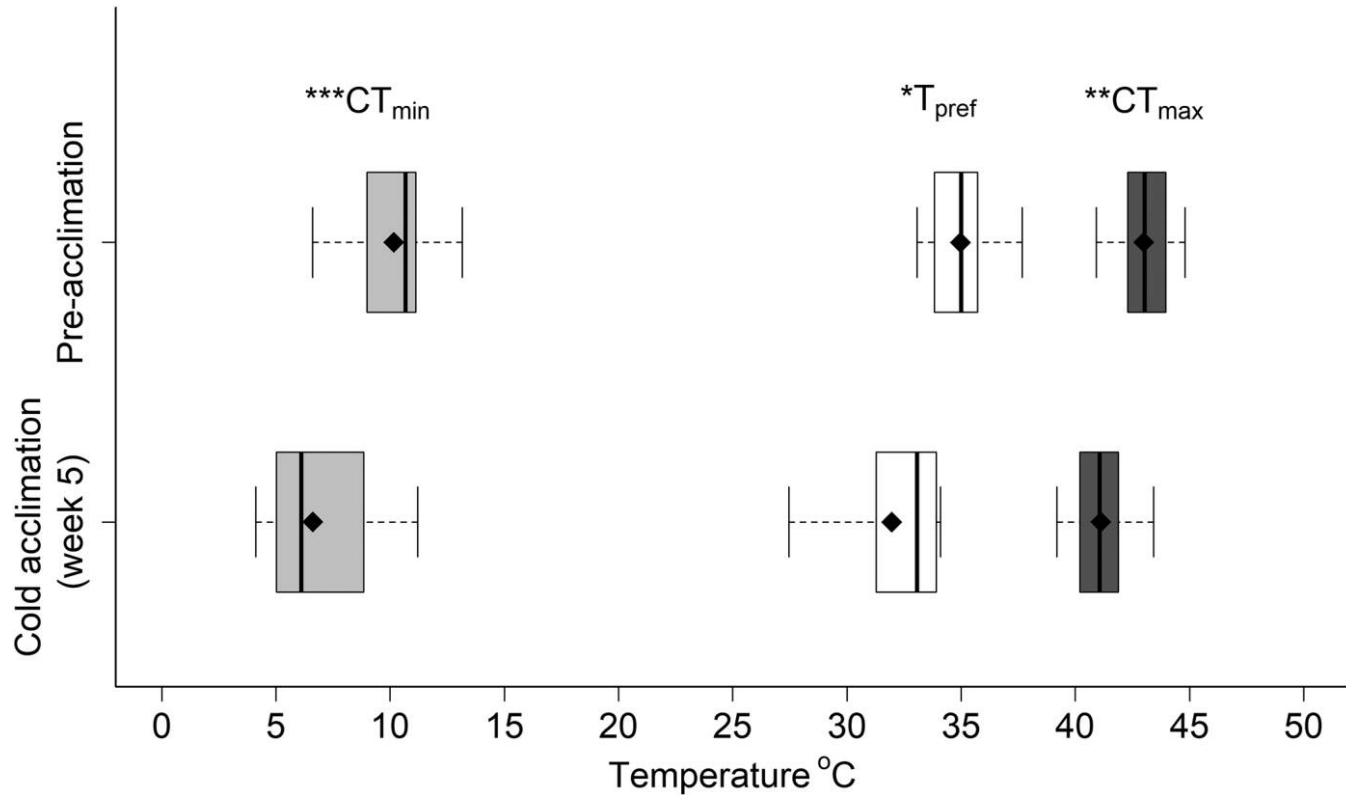 ***CTmin
*Tpref
**CTmax
Pre-acclimation
Cold acclimation
(week 5)
0 5 10 15 20 25 30 35 40 45 50
Temperature °C